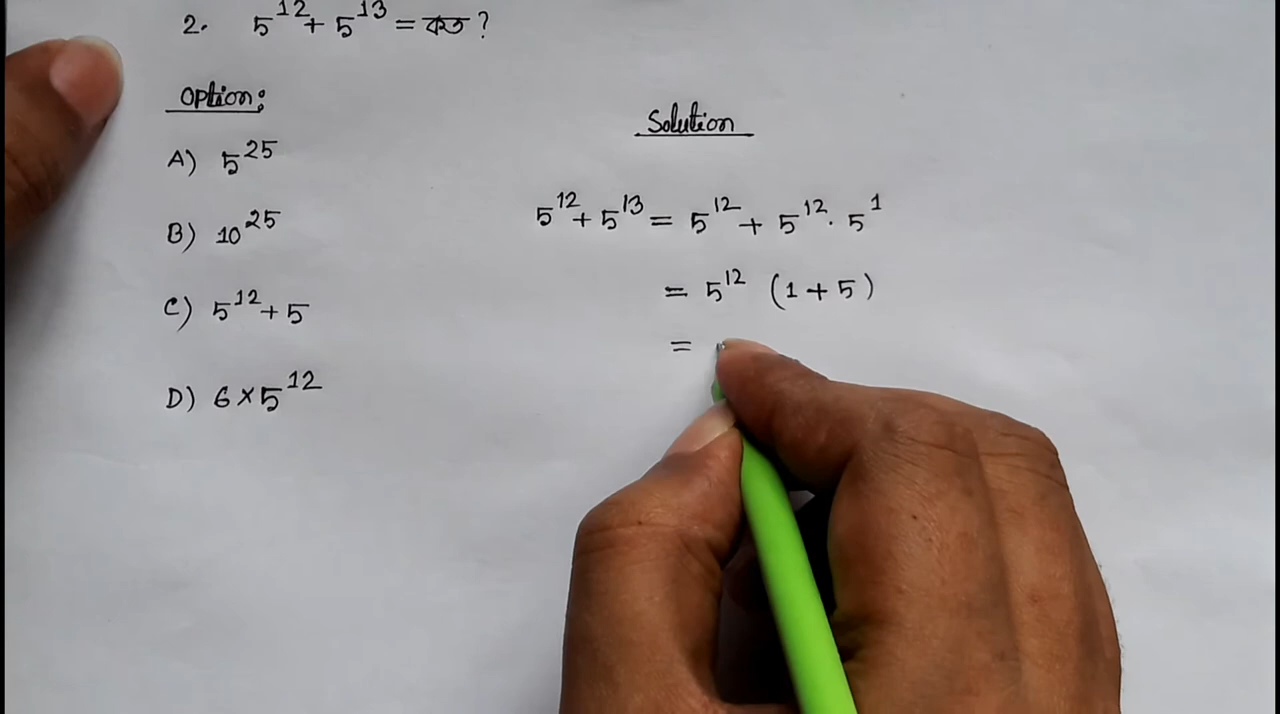 2. 5^12 + 5^13 = কত ?
Option:
A) 5^25
B) 10^25
C) 5^12 + 5
D) 6 × 5^12
Solution
5^12 + 5^13 = 5^12 + 5^12 . 5^1
= 5^12 (1 + 5)
=